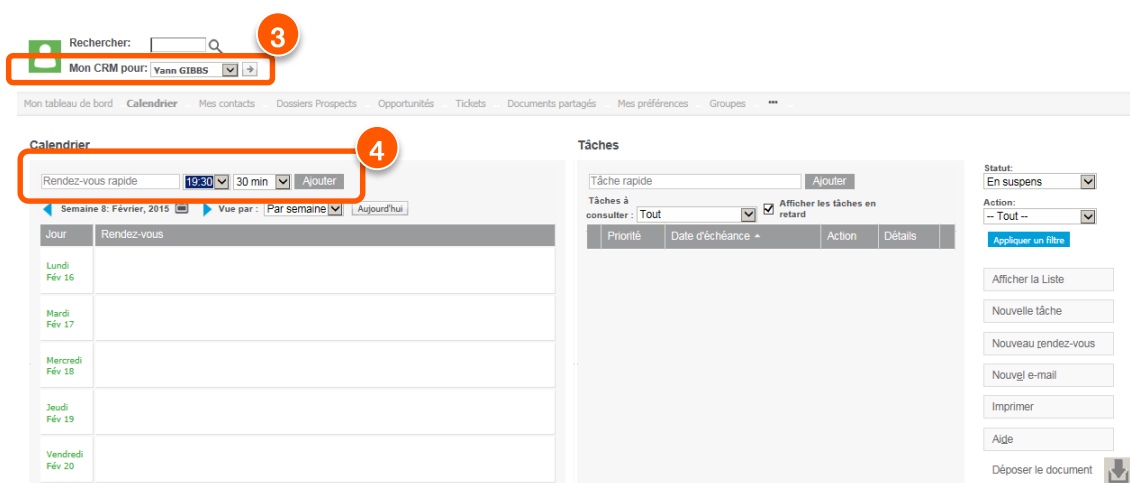 Rechercher:
3
Mon CRM pour: Yann GIBBS
Mon tableau de bord Calendrier Mes contacts Dossiers Prospects Opportunités Tickets Documents partagés Mes préférences Groupes ...
Calendrier
4
Rendez-vous rapide 19:30 30 min Ajouter
Semaine 8: Février, 2015 Vue par : Par semaine Aujourd'hui
Jour Rendez-vous
Lundi
Fév 16
Mardi
Fév 17
Mercredi
Fév 18
Jeudi
Fév 19
Vendredi
Fév 20
Tâches
Tâche rapide Ajouter
Tâches à
consulter : Tout
Afficher les tâches en
retard
Priorité Date d'échéance Action Détails
Statut:
En suspens
Action:
-- Tout --
Appliquer un filtre
Afficher la Liste
Nouvelle tâche
Nouveau rendez-vous
Nouvel e-mail
Imprimer
Aide
Déposer le document